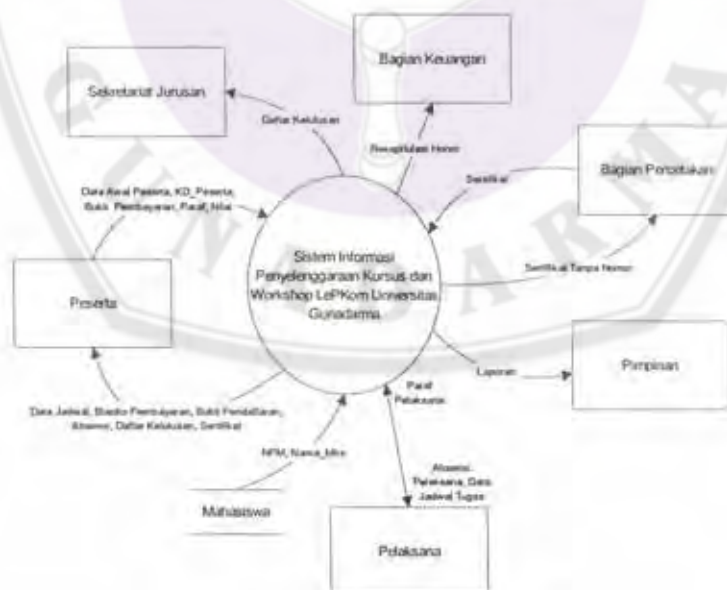 Bagian Keuangan
Sekretariat Jurusan
Daftar Kelulusan
Rekapitulasi Honor
Bagian Percetakan
Sertifikat
Data Awal Peserta, KD_Peserta,
Bukti Pembayaran, Paraf, Nilai
Sistem Informasi
Penyelenggaraan Kursus dan
Workshop LePKom Universitas
Gunadarma
Sertifikat Tanpa Nomor
Peserta
Pimpinan
Laporan
Paraf
Pelaksana
Data Jadwal, Blanko Pembayaran, Bukti Pendaftaran,
Absensi, Daftar Kelulusan, Sertifikat
NPM, Nama_Mhs
Absensi
Pelaksana, Data
Jadwal Tugas
Mahasiswa
Pelaksana
GUNADARMA